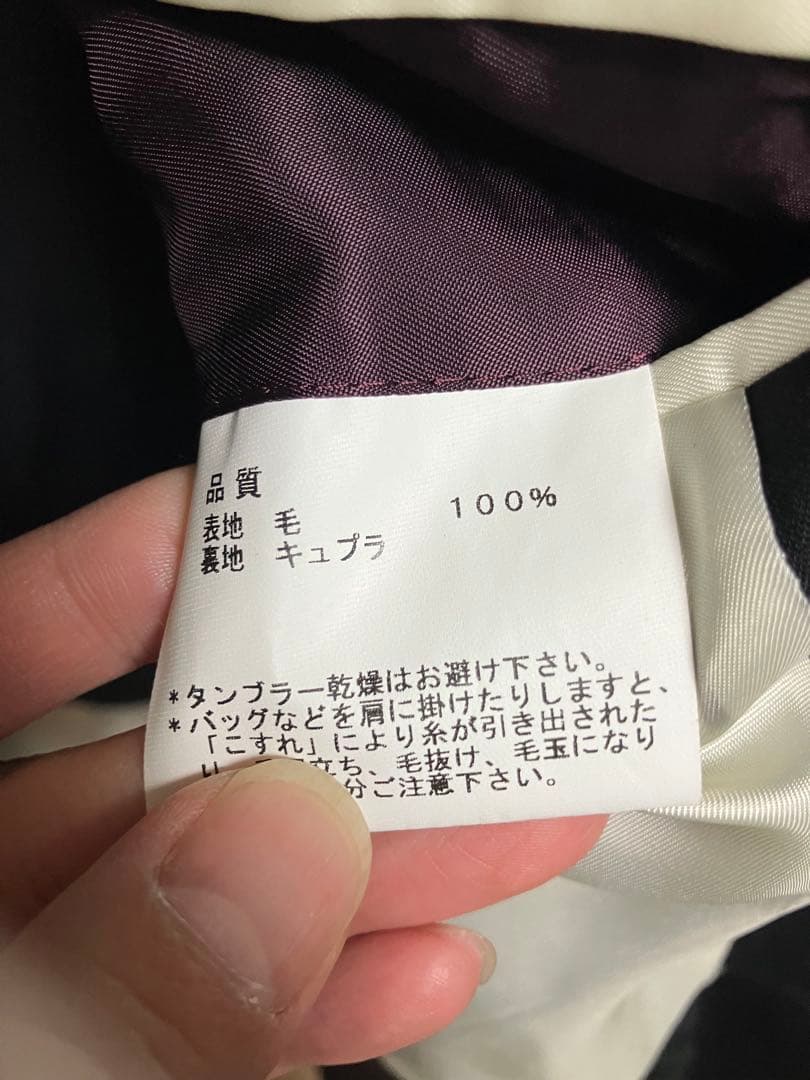 品質
表地 毛 100%
裏地 キュプラ
*タンブラー乾燥はお避け下さい。
*バッグなどを肩に掛けたりしますと、
「こすれ」により糸が引き出された
り、 立ち、毛抜け、毛玉になり
分ご注意下さい。